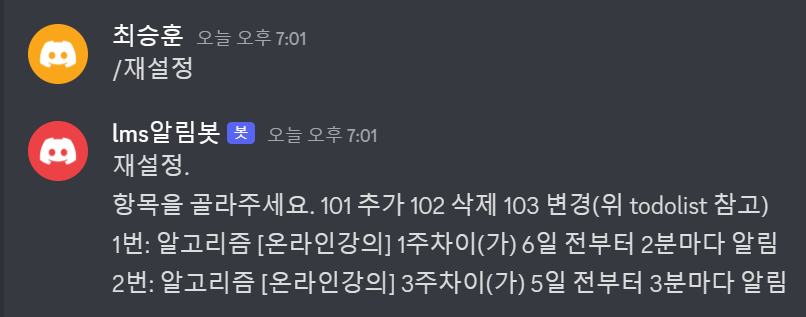 최승훈 오늘 오후 7:01
/재설정
lms알림봇 봇 오늘 오후 7:01
재설정.
항목을 골라주세요. 101 추가 102 삭제 103 변경(위 todolist 참고)
1번: 알고리즘 [온라인강의] 1주차이(가) 6일 전부터 2분마다 알림
2번: 알고리즘 [온라인강의] 3주차이(가) 5일 전부터 3분마다 알림